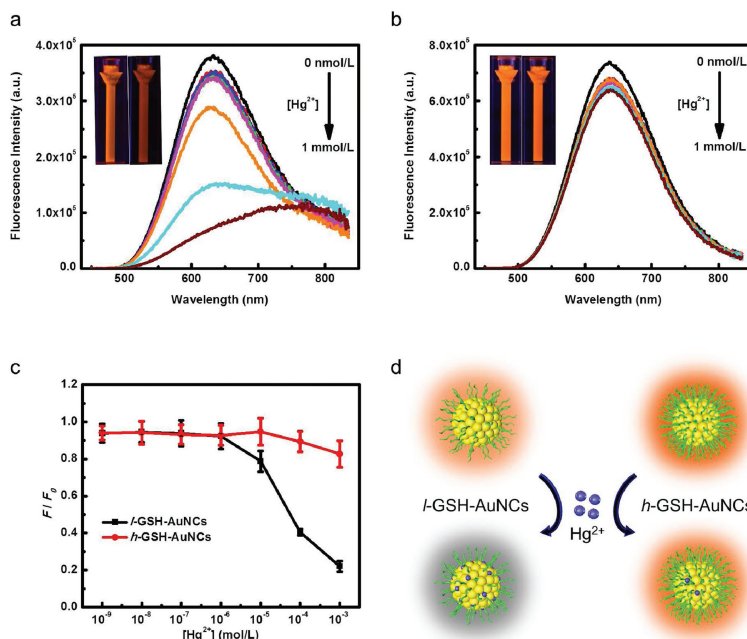 a
4.0x10⁵
3.0x10⁵
2.0x10⁵
1.0x10⁵
0.0
Fluorescence Intensity (a.u.)
500
600
700
800
Wavelength (nm)
0 nmol/L
[Hg²⁺]
1 mmol/L
b
8.0x10⁵
6.0x10⁵
4.0x10⁵
2.0x10⁵
0.0
Fluorescence Intensity (a.u.)
500
600
700
800
Wavelength (nm)
0 nmol/L
[Hg²⁺]
1 mmol/L
c
1.2
1.0
0.8
0.6
0.4
0.2
0.0
F / F₀
l-GSH-AuNCs
h-GSH-AuNCs
10⁻⁹
10⁻⁸
10⁻⁷
10⁻⁶
10⁻⁵
10⁻⁴
10⁻³
[Hg²⁺] (mol/L)
d
l-GSH-AuNCs
Hg²⁺
h-GSH-AuNCs